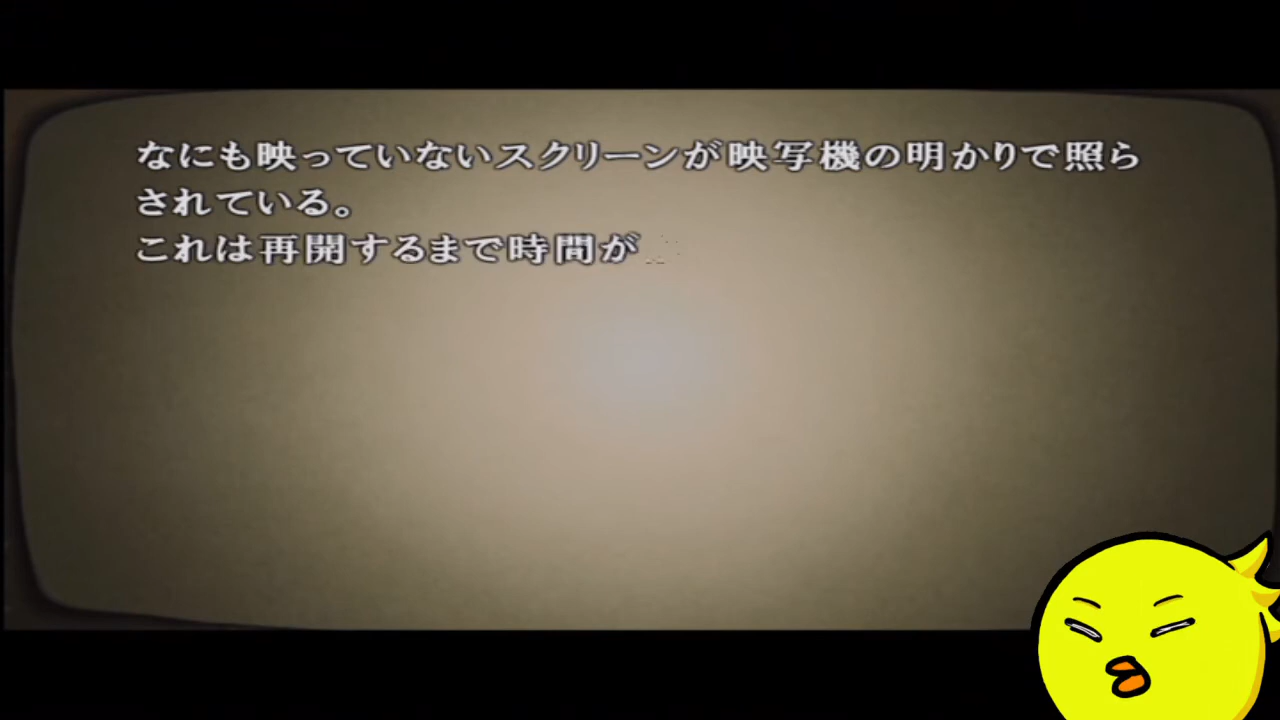 なにも映っていないスクリーンが映写機の明かりで照ら
されている。
これは再開するまで時間が